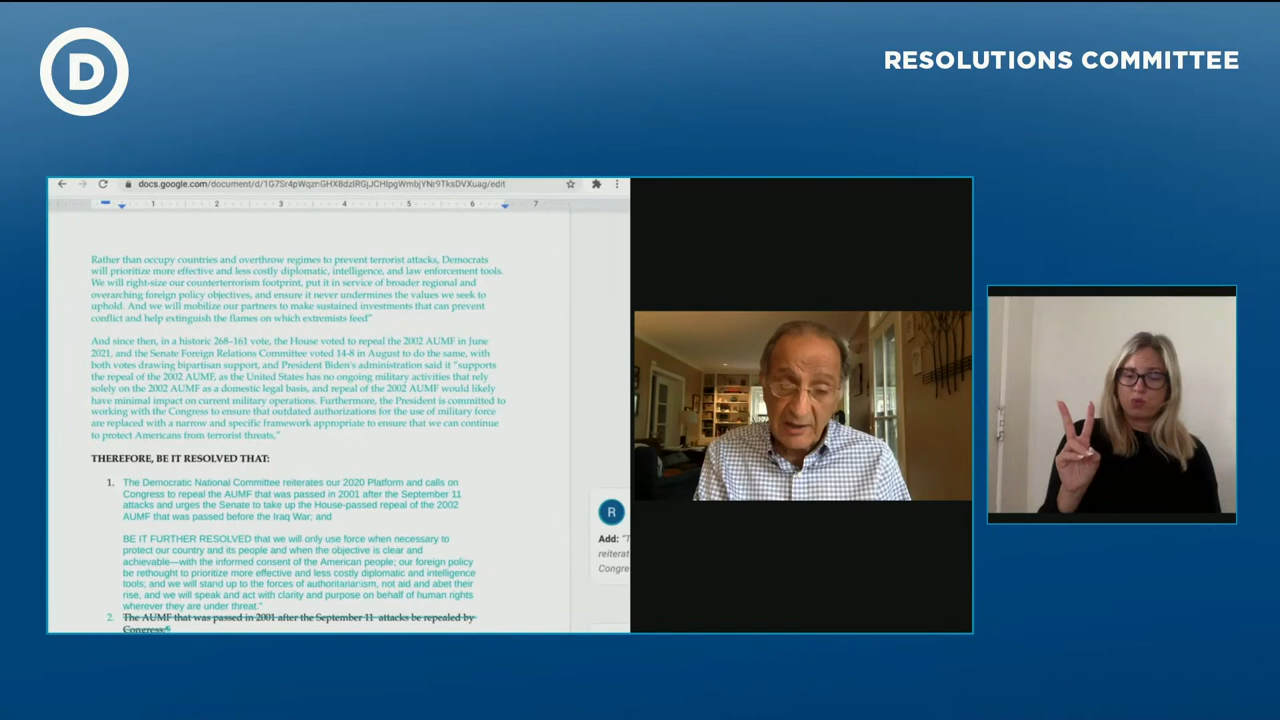 D
RESOLUTIONS COMMITTEE
1 2 3 4 5 6 7
Rather than occupy countries and overthrow regimes to prevent terrorist attacks, Democrats
will prioritize more effective and less costly diplomatic, intelligence, and law enforcement tools.
We will right-size our counterterrorism footprint, put it in service of broader regional and
overarching foreign policy objectives, and ensure it never undermines the values we seek to
uphold. And we will mobilize our partners to make sustained investments that can prevent
conflict and help extinguish the flames on which extremists feed"
And since then, in a historic 268-161 vote, the House voted to repeal the 2002 AUMF in June
2021, and the Senate Foreign Relations Committee voted 14-8 in August to do the same, with
both votes drawing bipartisan support, and President Biden's administration said it "supports
the repeal of the 2002 AUMF, as the United States has no ongoing military activities that rely
solely on the 2002 AUMF as a domestic legal basis, and repeal of the 2002 AUMF would likely
have minimal impact on current military operations. Furthermore, the President is committed to
working with the Congress to ensure that outdated authorizations for the use of military force
are replaced with a narrow and specific framework appropriate to ensure that we can continue
to protect Americans from terrorist threats,"
THEREFORE, BE IT RESOLVED THAT:
1. The Democratic National Committee reiterates our 2020 Platform and calls on
Congress to repeal the AUMF that was passed in 2001 after the September 11
attacks and urges the Senate to take up the House-passed repeal of the 2002
AUMF that was passed before the Iraq War; and
BE IT FURTHER RESOLVED that we will only use force when necessary to
protect our country and its people and when the objective is clear and
achievable—with the informed consent of the American people; our foreign policy
be rethought to prioritize more effective and less costly diplomatic and intelligence
tools; and we will stand up to the forces of authoritarianism, not aid and abet their
rise, and we will speak and act with clarity and purpose on behalf of human rights
wherever they are under threat."
2. The AUMF that was passed in 2001 after the September 11 attacks be repealed by
Congress;
R
Add: "T
reiterat
Congre